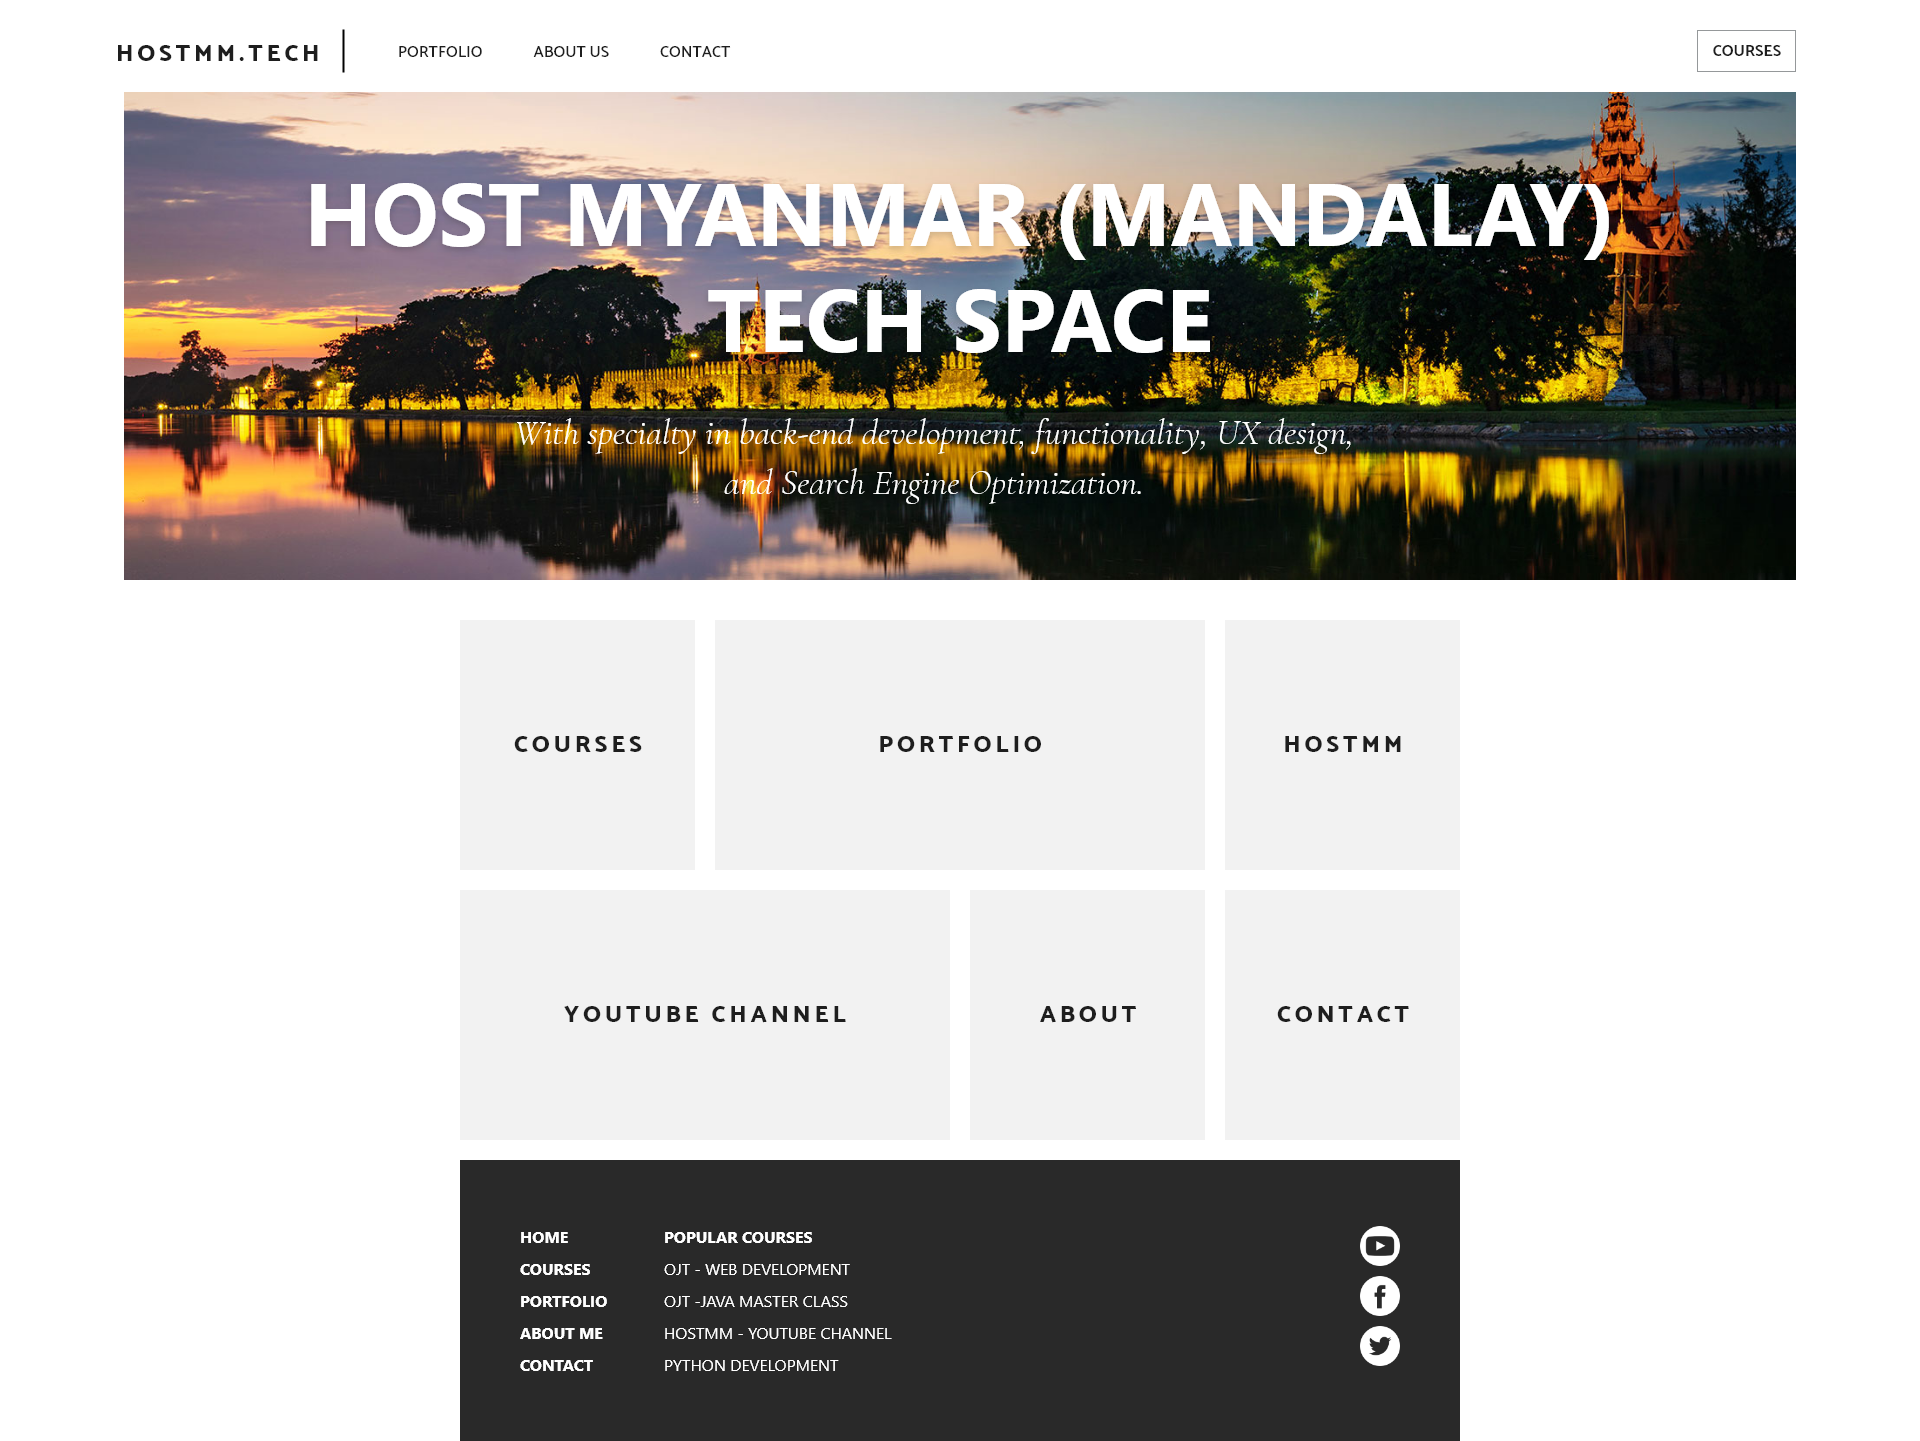 HOSTMM.TECH
PORTFOLIO
ABOUT US
CONTACT
COURSES
HOST MYANMAR (MANDALAY)
TECH SPACE
With specialty in back-end development, functionality, UX design,
and Search Engine Optimization.
COURSES
PORTFOLIO
HOSTMM
YOUTUBE CHANNEL
ABOUT
CONTACT
HOME
COURSES
PORTFOLIO
ABOUT ME
CONTACT
POPULAR COURSES
OJT - WEB DEVELOPMENT
OJT -JAVA MASTER CLASS
HOSTMM - YOUTUBE CHANNEL
PYTHON DEVELOPMENT